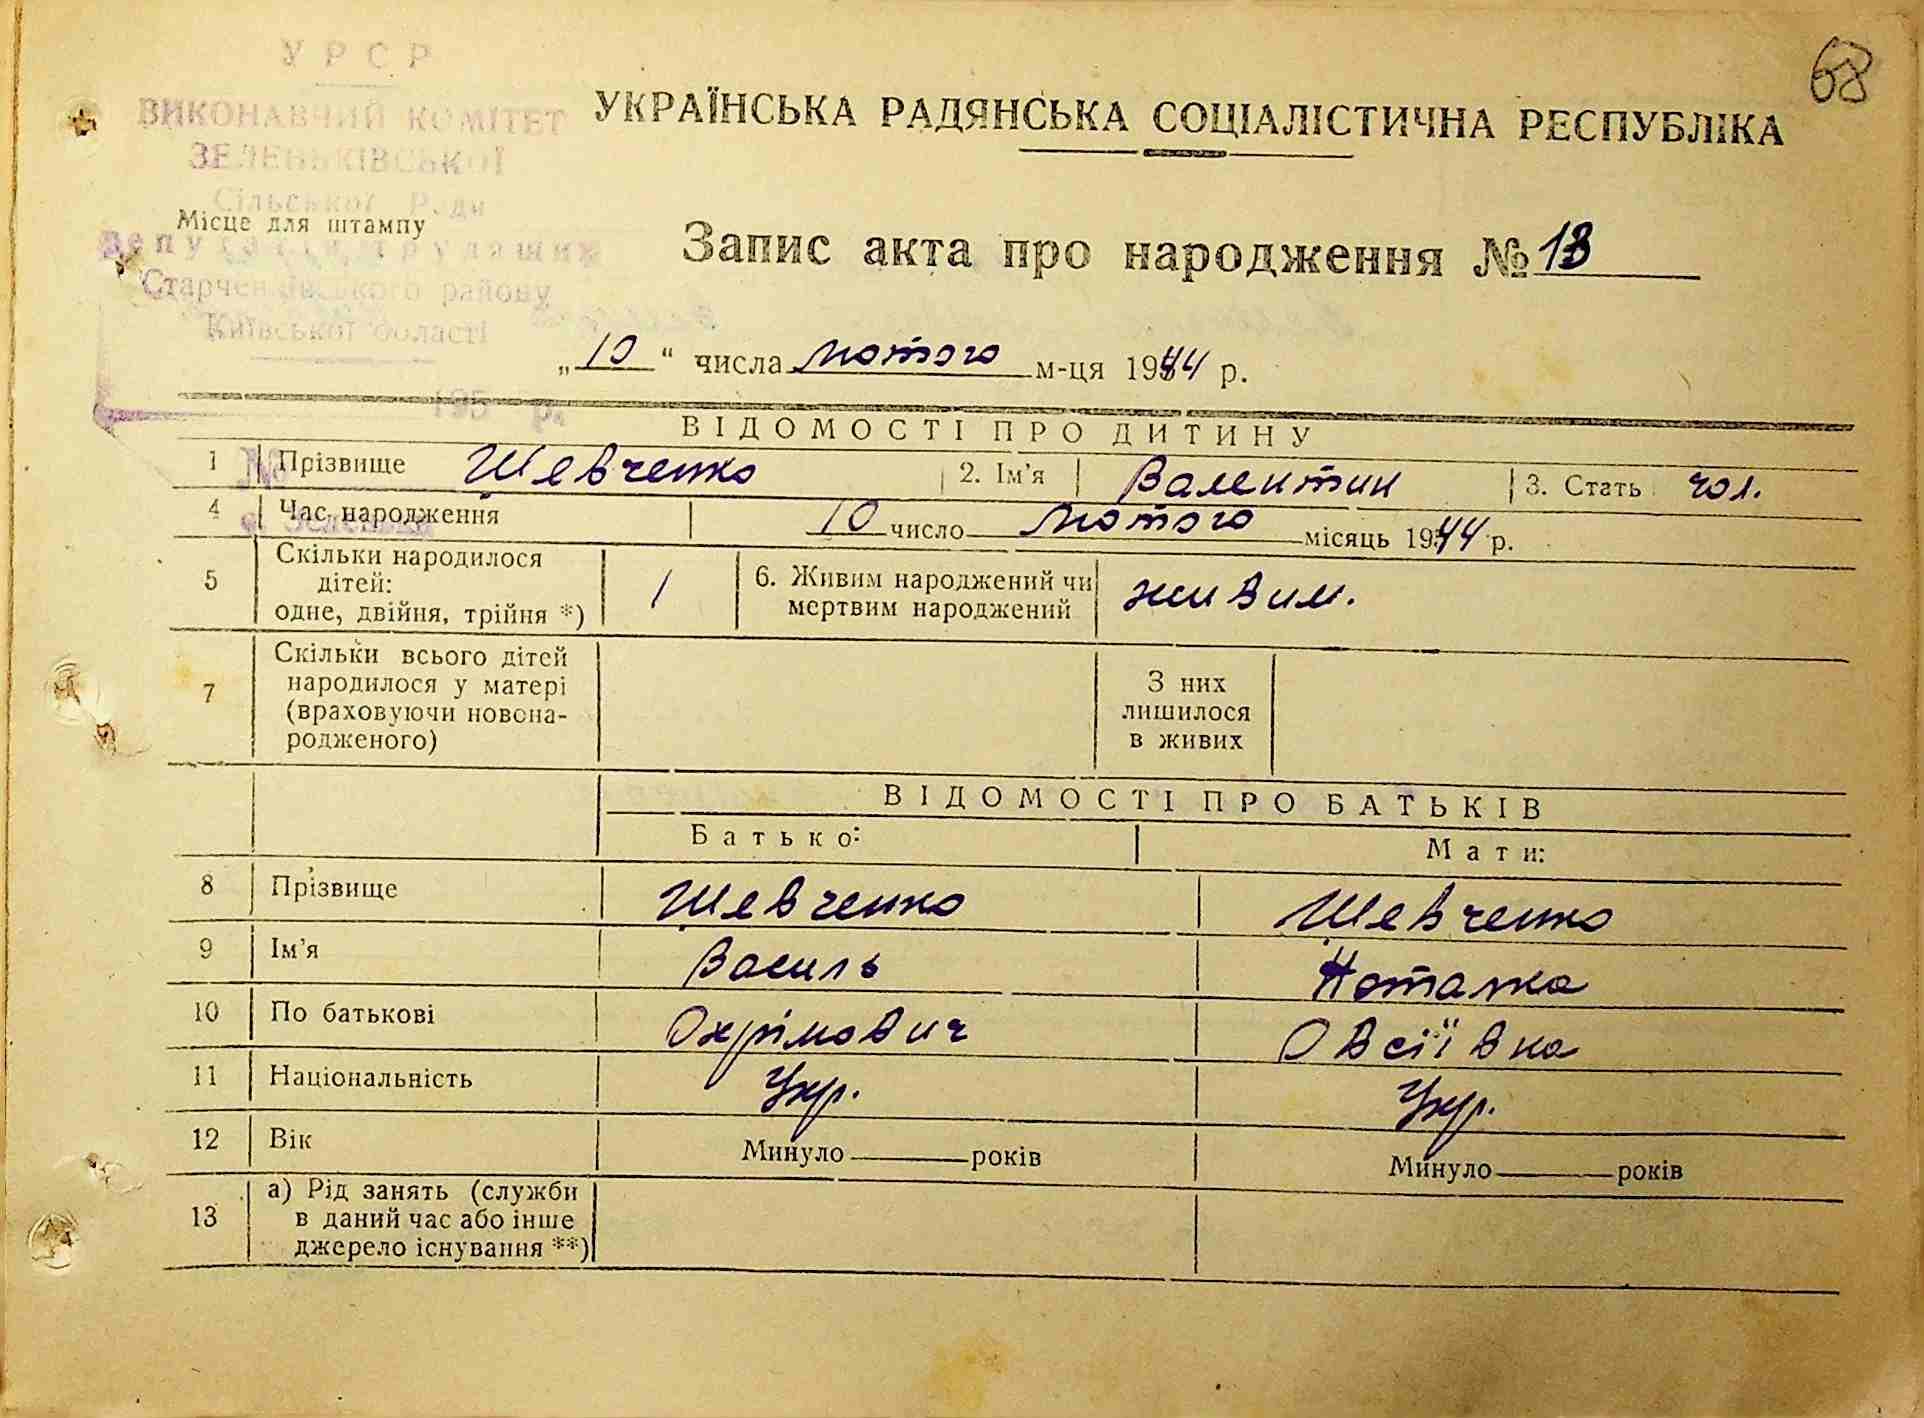 68
УРСР
ВИКОНАВЧИЙ КОМІТЕТ
ЗЕЛЕНЬКІВСЬКОЇ
Сільської Ради
депутатів трудящих
Київської області
195 р.
№
УКРАЇНСЬКА РАДЯНСЬКА СОЦІАЛІСТИЧНА РЕСПУБЛІКА
Місце для штампу
Запис акта про народження № 13
„10“ числа лютого м-ця 1944 р.
ВІДОМОСТІ ПРО ДИТИНУ
1 Прізвище Шевченко 2. Ім'я Валентин 3. Стать чол.
4 Час народження 10 число лютого місяць 1944 р.
5 Скільки народилося
дітей:
одне, двійня, трійня *) 1
6. Живим народжений чи
мертвим народжений живим.
7 Скільки всього дітей
народилося у матері
(враховуючи новона-
родженого)
З них
лишилося
в живих
ВІДОМОСТІ ПРО БАТЬКІВ
Батько: Мати:
8 Прізвище Шевченко Шевченко
9 Ім'я Василь Наталка
10 По батькові Охрімович Овсіївна
11 Національність Укр. Укр.
12 Вік Минуло ——— років Минуло ——— років
13 а) Рід занять (служби
в даний час або інше
джерело існування **)